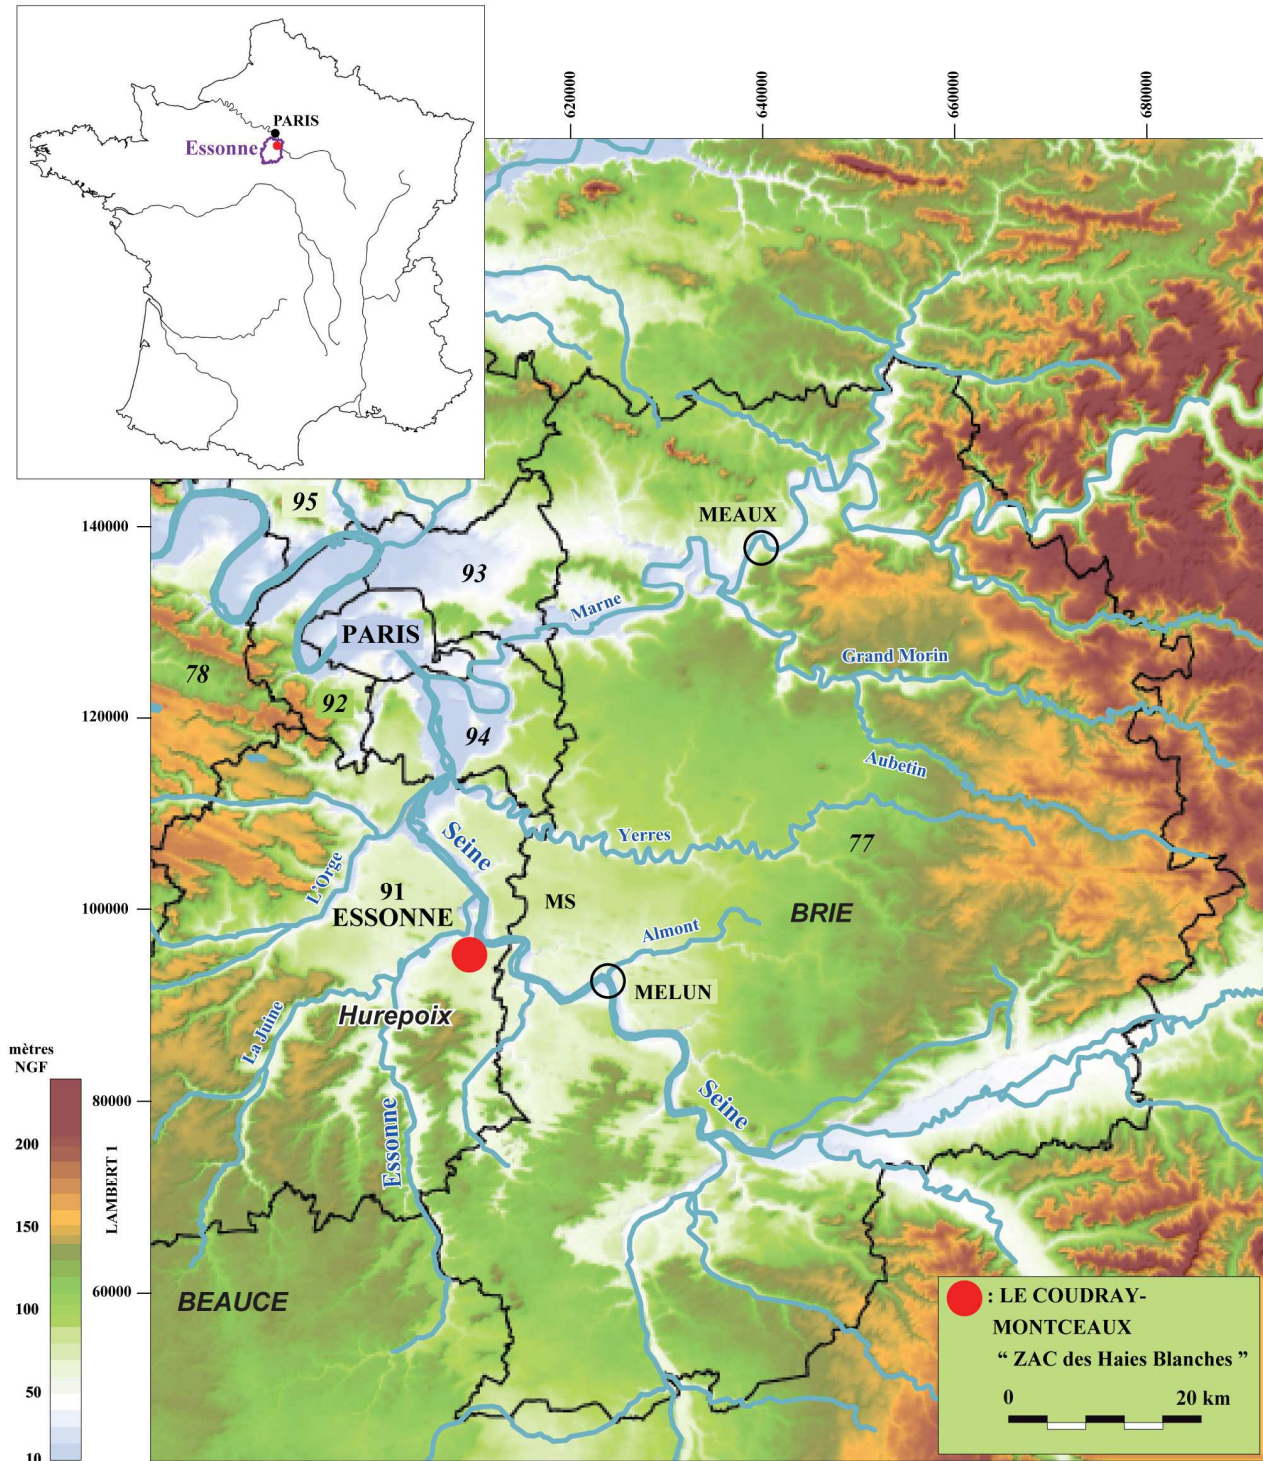 PARIS
Essonne
620000
640000
660000
680000
95
140000
MEAUX
93
Marne
PARIS
78
92
Grand Morin
120000
94
Aubetin
Seine
Yerres
77
L'Orge
91
ESSONNE
100000
MS
BRIE
Almont
MELUN
Hurepoix
La Juine
mètres
NGF
80000
Essonne
Seine
200
LAMBERT 1
150
100
60000
BEAUCE
50
10
: LE COUDRAY-
MONTCEAUX
“ ZAC des Haies Blanches ”
0 20 km